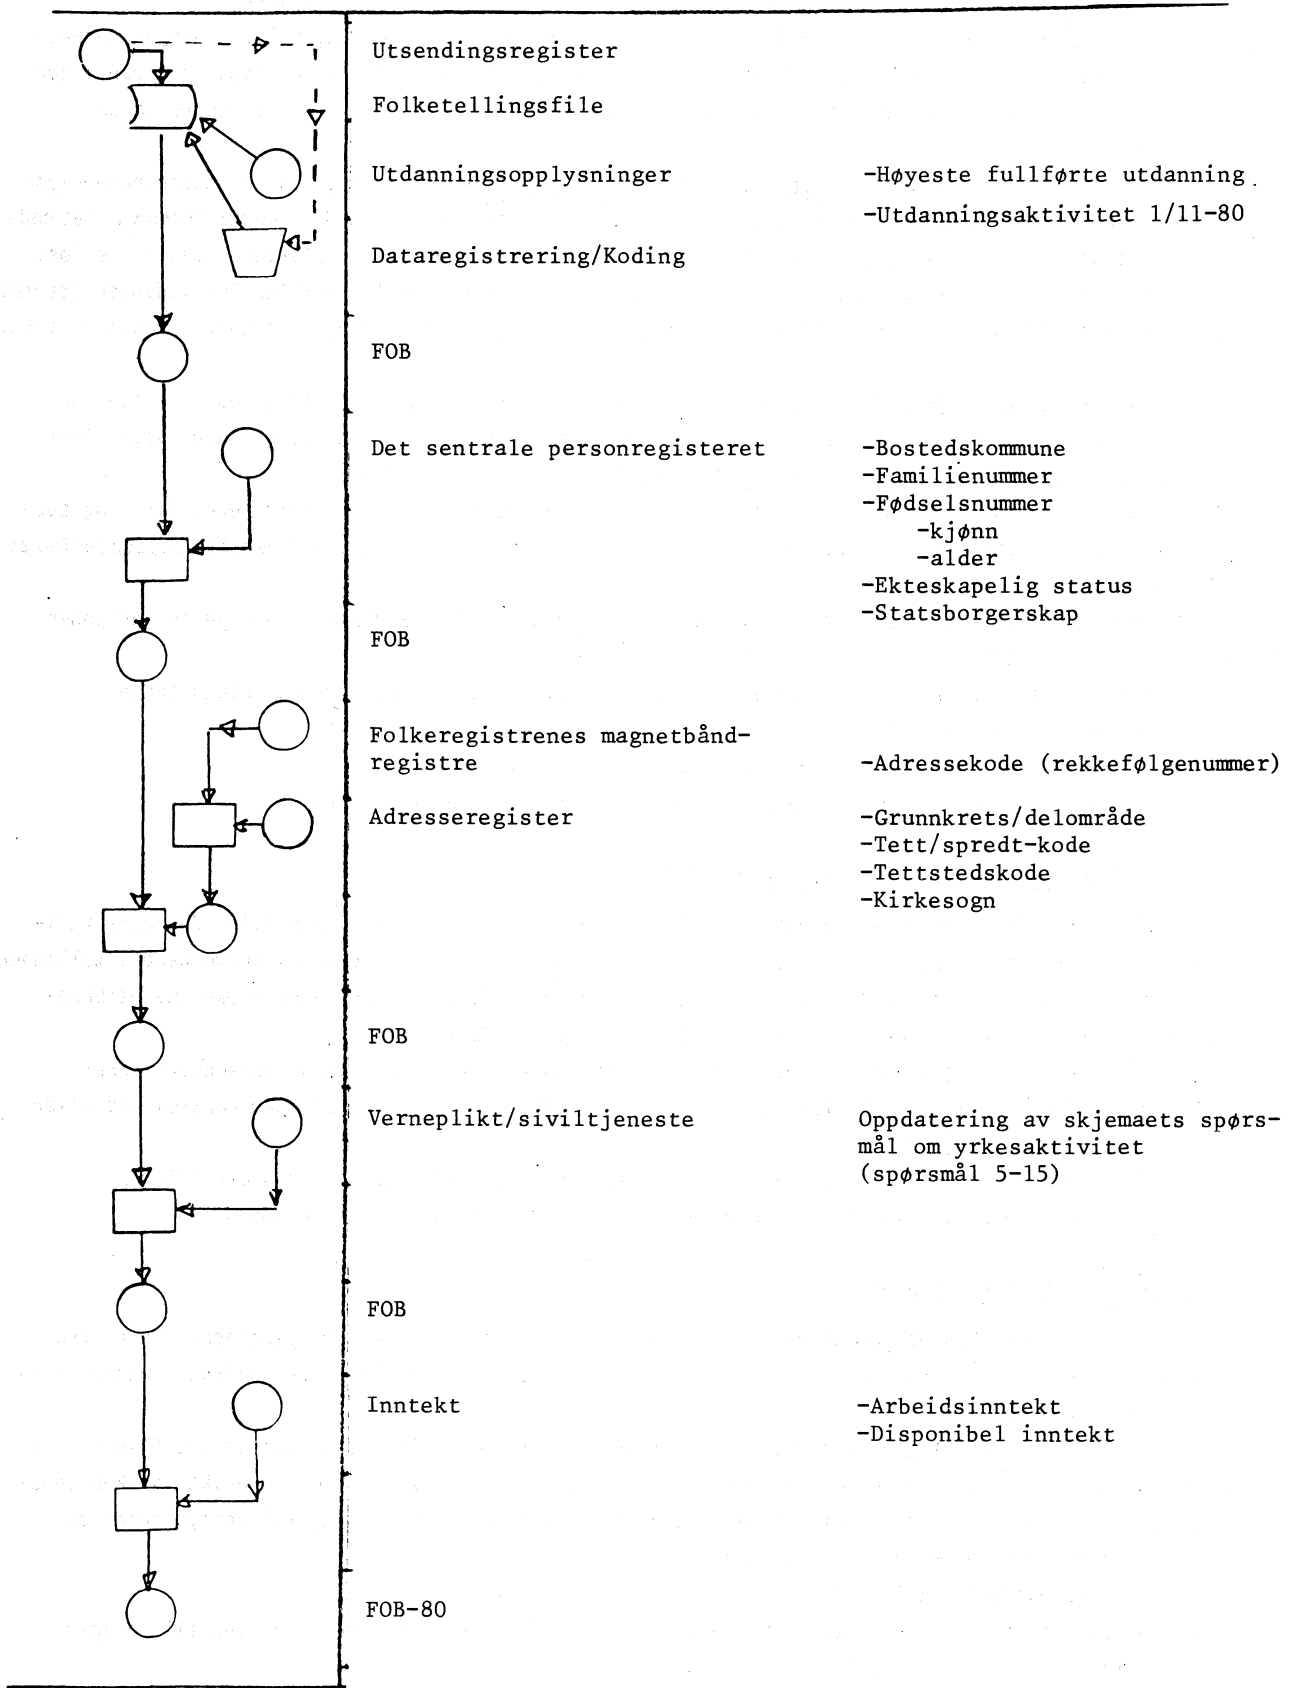 Utsendingsregister
Folketellingsfile
Utdanningsopplysninger
-Høyeste fullførte utdanning
-Utdanningsaktivitet 1/11-80
Dataregistrering/Koding
FOB
Det sentrale personregisteret
-Bostedskommune
-Familienummer
-Fødselsnummer
-kjønn
-alder
-Ekteskapelig status
-Statsborgerskap
FOB
Folkeregistrenes magnetbånd-
registre
-Adressekode (rekkefølgenummer)
Adresseregister
-Grunnkrets/delområde
-Tett/spredt-kode
-Tettstedskode
-Kirkesogn
FOB
Verneplikt/siviltjeneste
Oppdatering av skjemaets spørs-
mål om yrkesaktivitet
(spørsmål 5-15)
FOB
Inntekt
-Arbeidsinntekt
-Disponibel inntekt
FOB-80